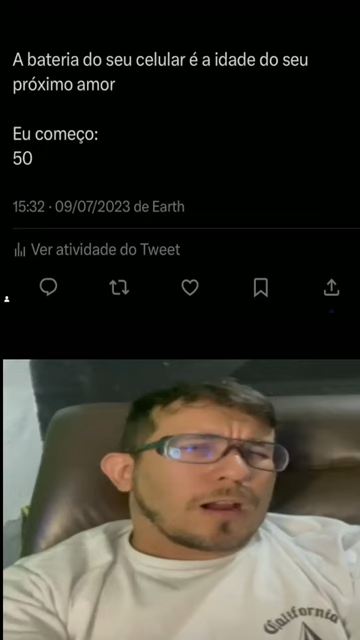 A bateria do seu celular é a idade do seu
próximo amor
Eu começo:
50
15:32 · 09/07/2023 de Earth
Ver atividade do Tweet
California